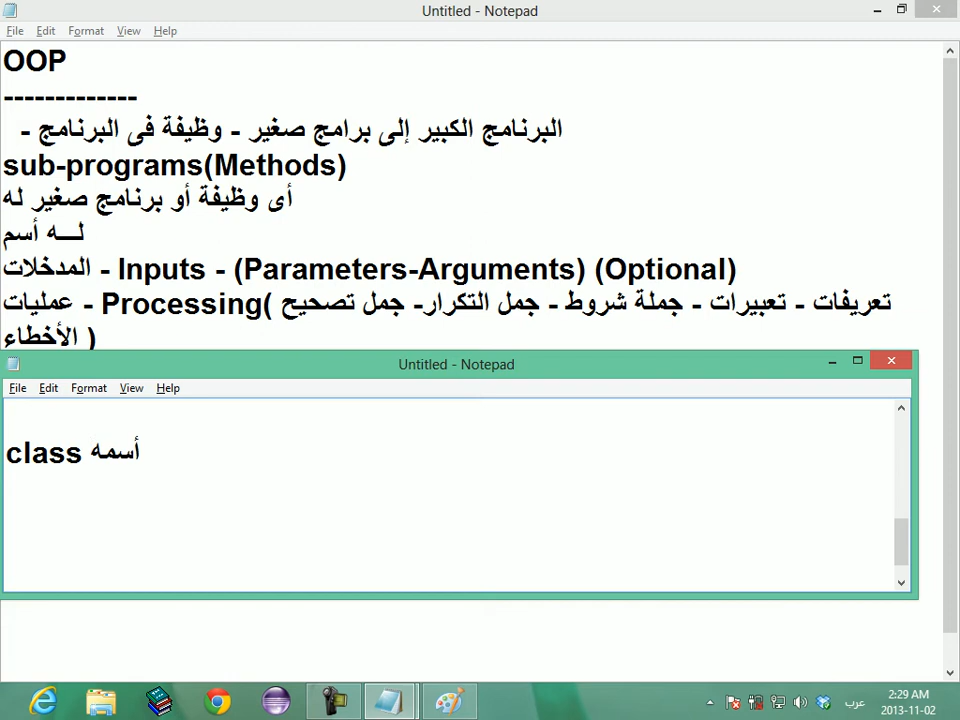 Untitled - Notepad
File Edit Format View Help
OOP
-------------
البرنامج الكبير إلى برامج صغير - وظيفة فى البرنامج -
sub-programs(Methods)
أى وظيفة أو برنامج صغير له
لـــه أسم
المدخلات - Inputs - (Parameters-Arguments) (Optional)
عمليات - Processing( تعريفات - تعبيرات - جملة شروط - جمل التكرار- جمل تصحيح
الأخطاء )
Untitled - Notepad
File Edit Format View Help
class أسمه
عرب
2:29 AM
2013-11-02